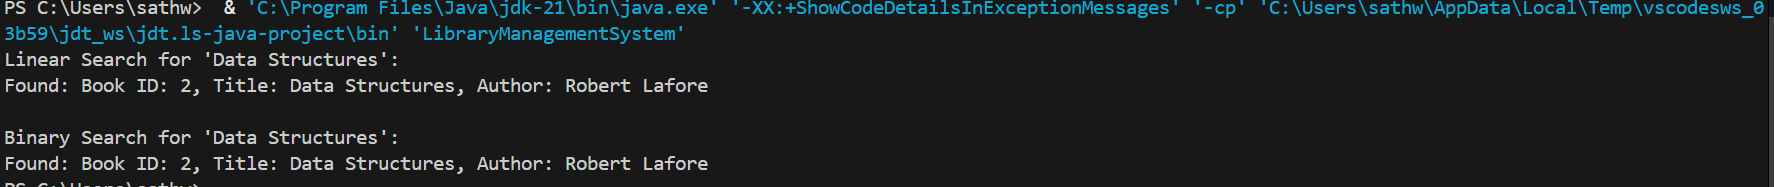 PS C:\Users\sathw>  & 'C:\Program Files\Java\jdk-21\bin\java.exe' '-XX:+ShowCodeDetailsInExceptionMessages' '-cp' 'C:\Users\sathw\AppData\Local\Temp\vscodesws_0
3b59\jdt_ws\jdt.ls-java-project\bin' 'LibraryManagementSystem'
Linear Search for 'Data Structures':
Found: Book ID: 2, Title: Data Structures, Author: Robert Lafore
Binary Search for 'Data Structures':
Found: Book ID: 2, Title: Data Structures, Author: Robert Lafore
PS C:\Users\sathw>